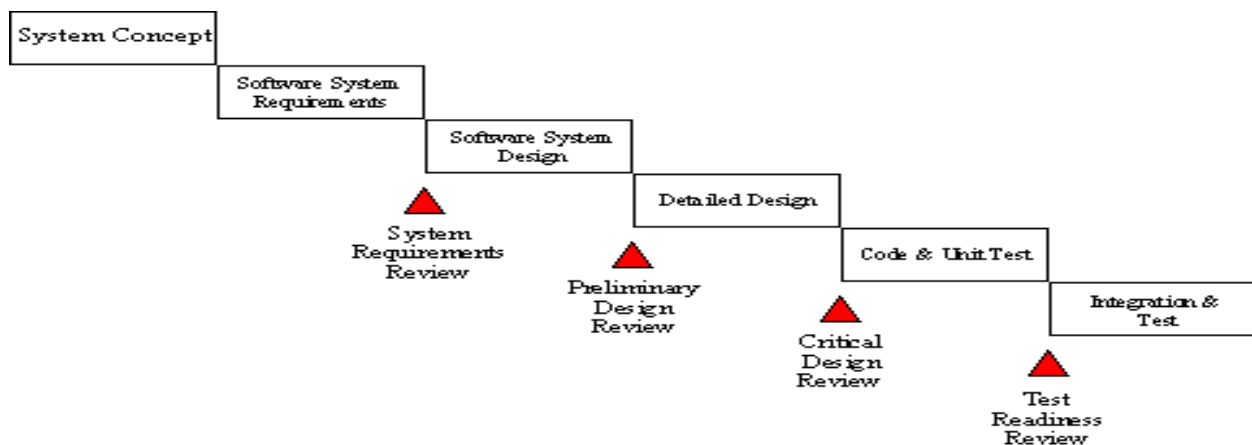 System Concept
Software System
Requirements
Software System
Design
Detailed Design
Code & Unit Test
Integration &
Test
System
Requirements
Review
Preliminary
Design
Review
Critical
Design
Review
Test
Readiness
Review